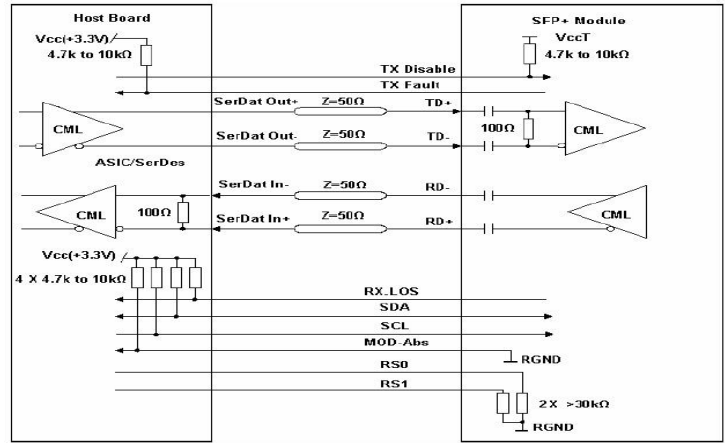 Host Board
SFP+ Module
Vcc(+3.3V)
4.7k to 10kΩ
VccT
4.7k to 10kΩ
TX Disable
TX Fault
SerDat Out+
Z=50Ω
TD+
CML
100Ω
CML
SerDat Out-
Z=50Ω
TD-
ASIC/SerDes
SerDat In-
Z=50Ω
RD-
CML
100Ω
CML
SerDat In+
Z=50Ω
RD+
Vcc(+3.3V)
4 X 4.7k to 10kΩ
RX.LOS
SDA
SCL
MOD-Abs
RGND
RS0
RS1
2X >30kΩ
RGND